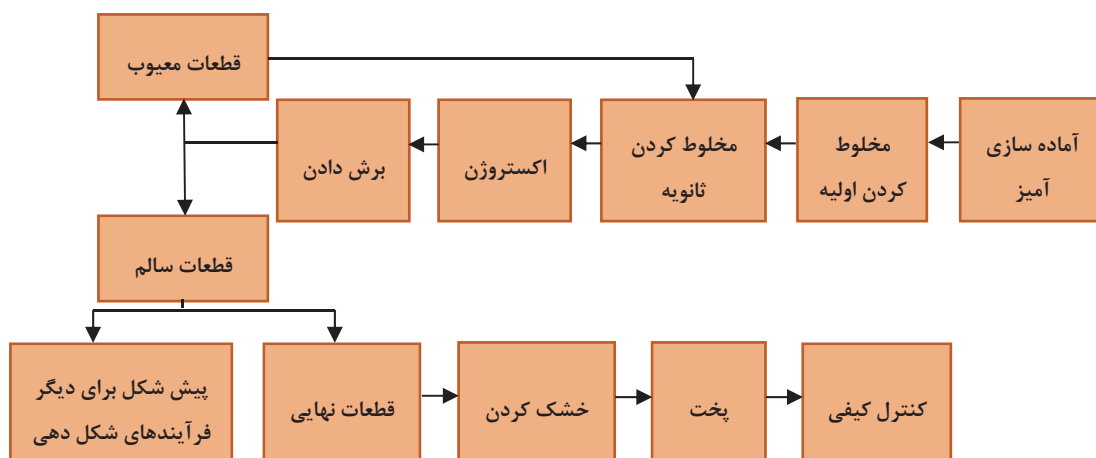 قطعات معیوب
آماده سازی
آمیز
مخلوط
کردن اولیه
مخلوط کردن
ثانویه
اکستروژن
برش دادن
قطعات سالم
پیش شکل برای دیگر
فرآیندهای شکل دهی
قطعات نهایی
خشک کردن
پخت
کنترل کیفی